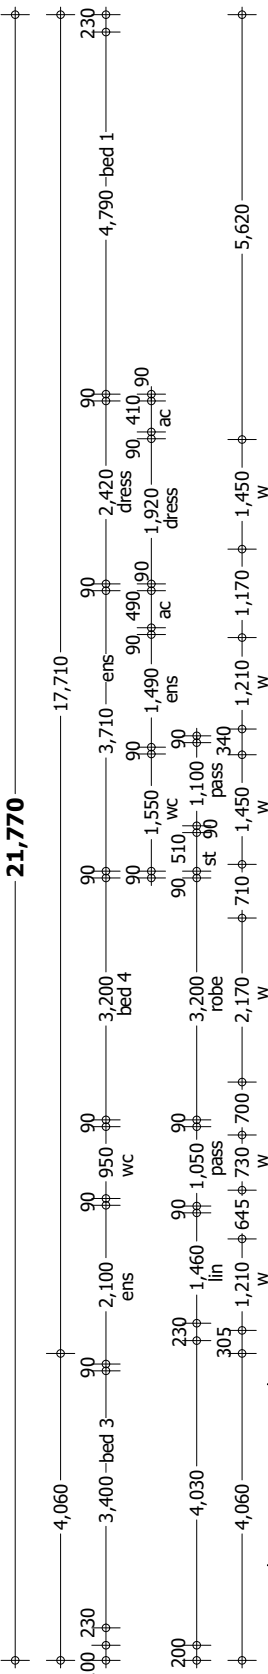 21,770
4,060
17,710
230
3,400
bed 3
90
2,100
ens
90
950
wc
90
3,200
bed 4
90
3,710
ens
90
2,420
dress
90
4,790
bed 1
230
90
1,550
wc
90
1,490
ens
90
490
ac
90
1,920
dress
90
410
ac
90
200
4,030
230
1,460
lin
90
1,050
pass
90
3,200
robe
90
510
st
90
1,100
pass
90
4,060
305
1,210
w
645
730
w
700
2,170
w
710
1,450
w
340
1,210
w
1,170
1,450
w
5,620